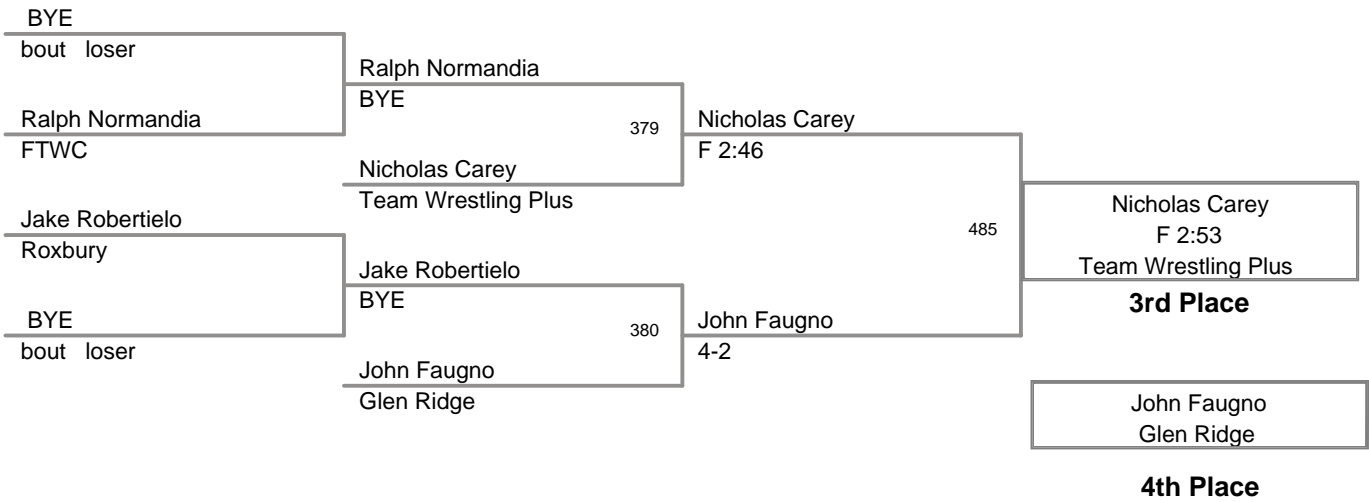 BYE
bout loser
Ralph Normandia
FTWC
Jake Robertielo
Roxbury
BYE
bout loser
Ralph Normandia
BYE
379
Nicholas Carey
Team Wrestling Plus
Jake Robertielo
BYE
380
John Faugno
Glen Ridge
Nicholas Carey
F 2:46
485
John Faugno
4-2
Nicholas Carey
F 2:53
Team Wrestling Plus
3rd Place
John Faugno
Glen Ridge
4th Place